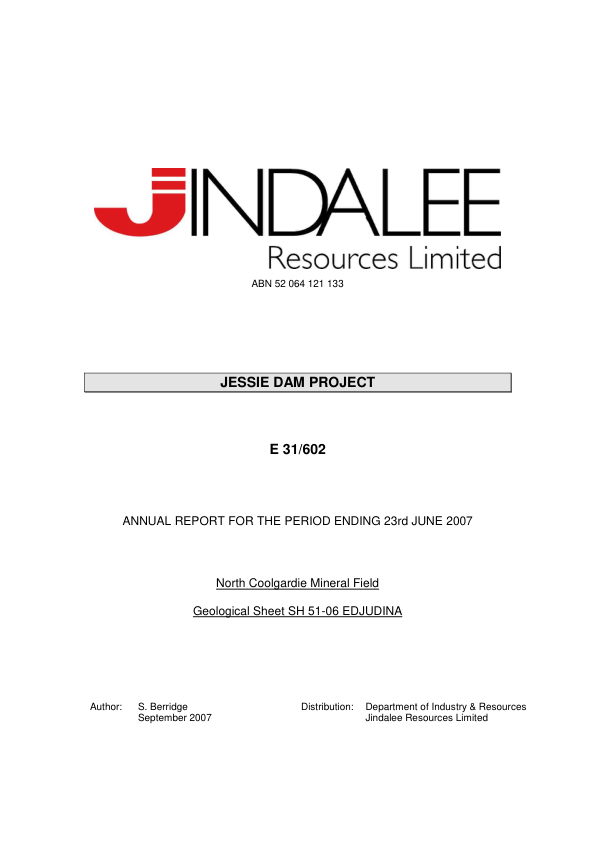 JINDALEE
Resources Limited
ABN 52 064 121 133
JESSIE DAM PROJECT
E 31/602
ANNUAL REPORT FOR THE PERIOD ENDING 23rd JUNE 2007
North Coolgardie Mineral Field
Geological Sheet SH 51-06 EDJUDINA
Author: S. Berridge Distribution: Department of Industry & Resources
September 2007 Jindalee Resources Limited